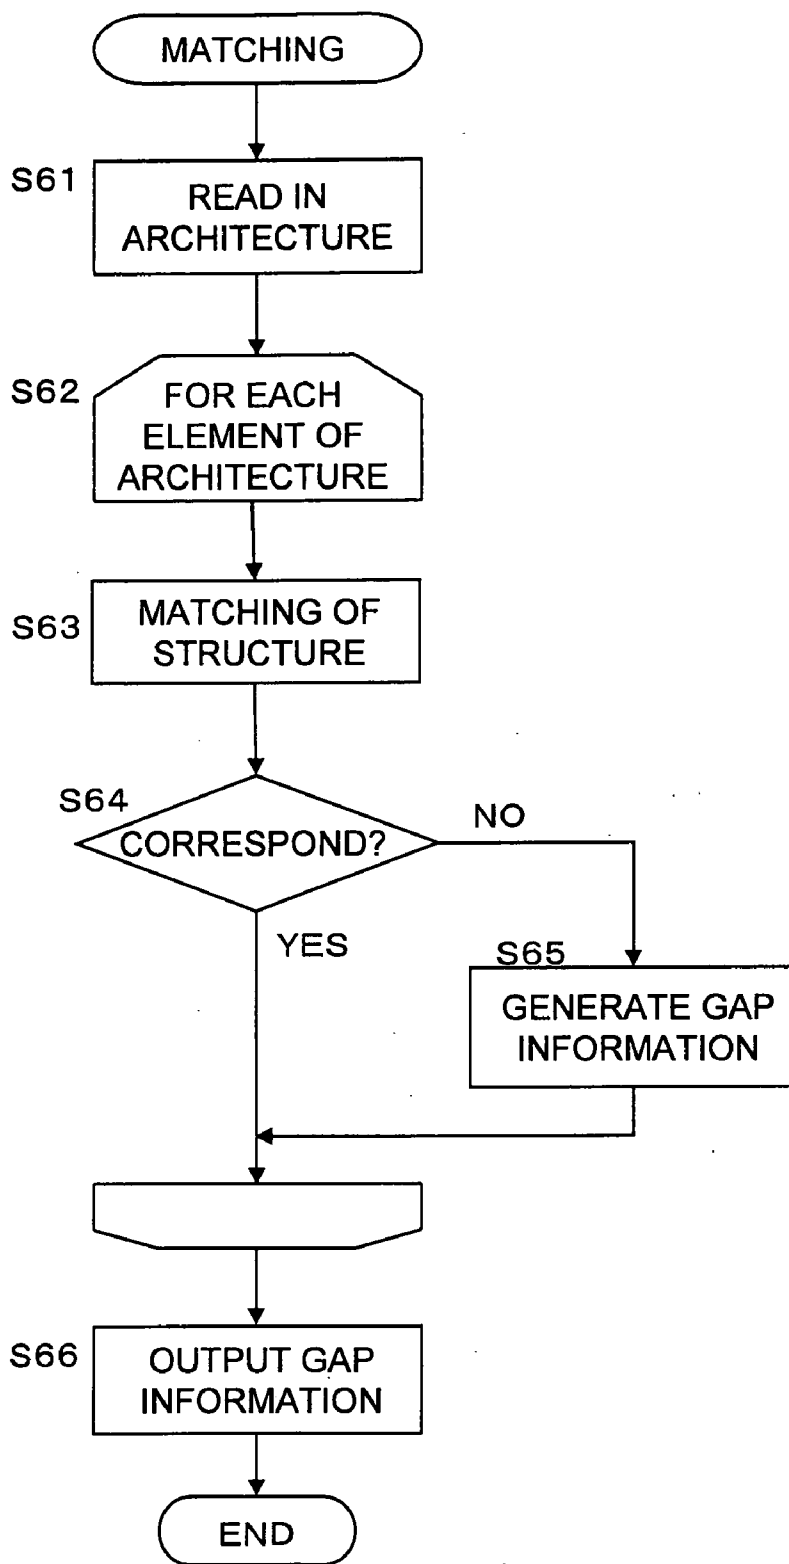 MATCHING
S61
READ IN
ARCHITECTURE
S62
FOR EACH
ELEMENT OF
ARCHITECTURE
S63
MATCHING OF
STRUCTURE
S64
CORRESPOND?
NO
YES
S65
GENERATE GAP
INFORMATION
S66
OUTPUT GAP
INFORMATION
END